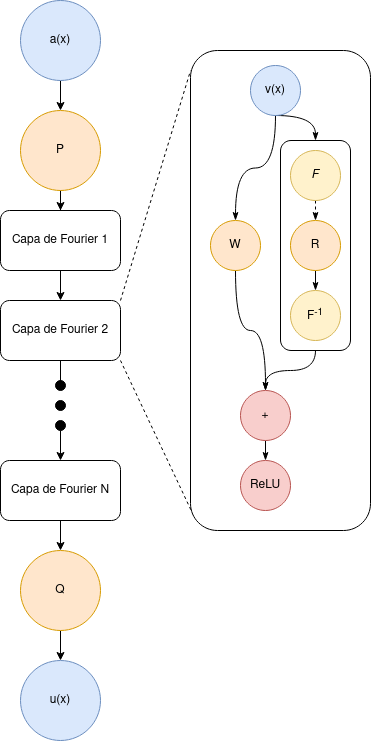 a(x)
P
Capa de Fourier 1
Capa de Fourier 2
Capa de Fourier N
Q
u(x)
v(x)
F
W
R
F⁻¹
+
ReLU